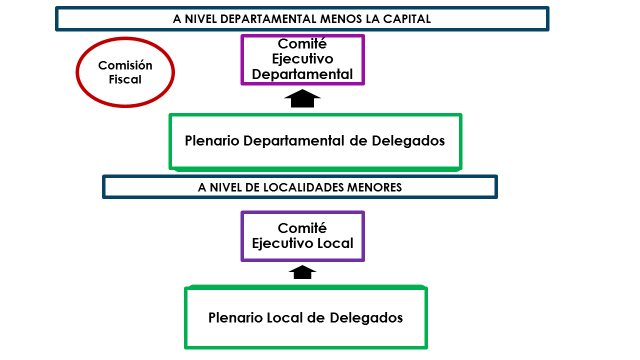 A NIVEL DEPARTAMENTAL MENOS LA CAPITAL
Comisión
Fiscal
Comité
Ejecutivo
Departamental
Plenario Departamental de Delegados
A NIVEL DE LOCALIDADES MENORES
Comité
Ejecutivo Local
Plenario Local de Delegados